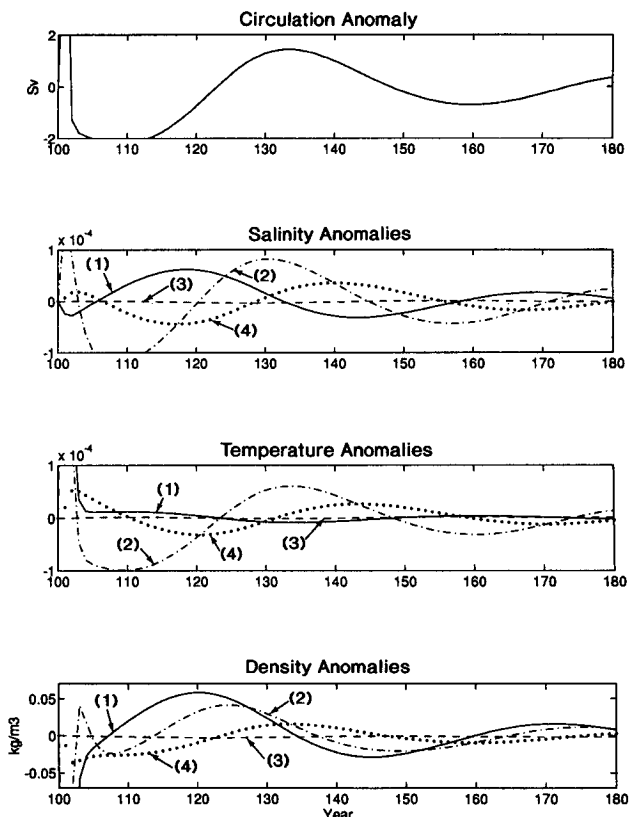 Circulation Anomaly
2
0
-2
Sv
100 110 120 130 140 150 160 170 180
x 10⁻⁴
Salinity Anomalies
1
0
-1
(1)
(3)
(2)
(4)
100 110 120 130 140 150 160 170 180
x 10⁻⁴
Temperature Anomalies
1
0
-1
(1)
(2)
(4)
(3)
100 110 120 130 140 150 160 170 180
Density Anomalies
0.05
0
-0.05
kg/m3
(1)
(2)
(4)
(3)
100 110 120 130 140 150 160 170 180
Year